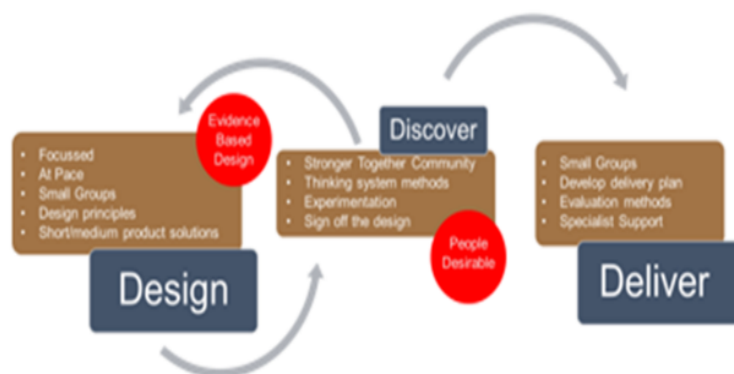 Evidence
Based
Design
• Focussed
• At Pace
• Small Groups
• Design principles
• Short/medium product solutions
Design
Discover
• Stronger Together Community
• Thinking system methods
• Experimentation
• Sign off the design
People
Desirable
• Small Groups
• Develop delivery plan
• Evaluation methods
• Specialist Support
Deliver